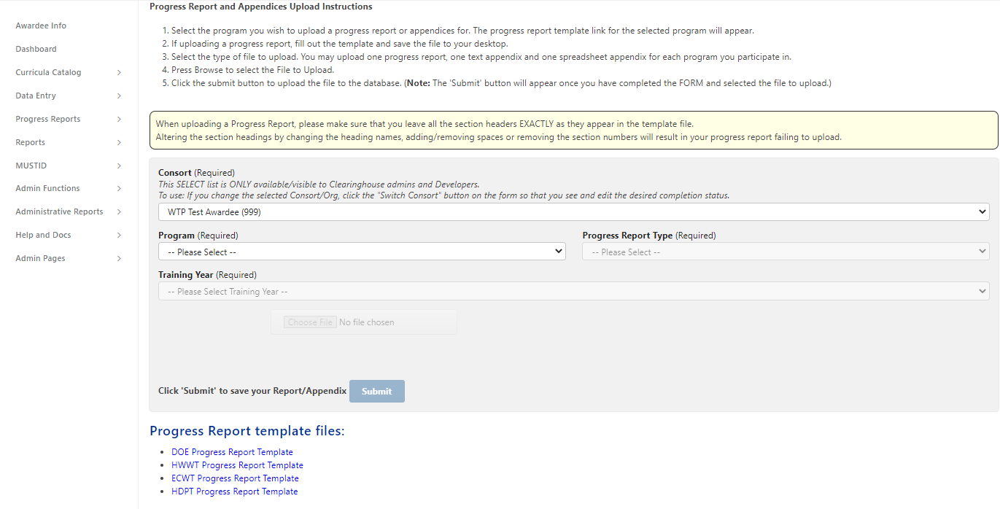 Progress Report and Appendices Upload Instructions
Awardee Info
Dashboard
Curricula Catalog
Data Entry
Progress Reports
Reports
MUSTID
Admin Functions
Administrative Reports
Help and Docs
Admin Pages
1. Select the program you wish to upload a progress report or appendices for. The progress report template link for the selected program will appear.
2. If uploading a progress report, fill out the template and save the file to your desktop.
3. Select the type of file to upload. You may upload one progress report, one text appendix and one spreadsheet appendix for each program you participate in.
4. Press Browse to select the File to Upload.
5. Click the submit button to upload the file to the database. (Note: The 'Submit' button will appear once you have completed the FORM and selected the file to upload.)
When uploading a Progress Report, please make sure that you leave all the section headers EXACTLY as they appear in the template file.
Altering the section headings by changing the heading names, adding/removing spaces or removing the section numbers will result in your progress report failing to upload.
Consort (Required)
This SELECT list is ONLY available/visible to Clearinghouse admins and Developers.
To use: If you change the selected Consort/Org, click the "Switch Consort" button on the form so that you see and edit the desired completion status.
WTP Test Awardee (999)
Program (Required)
-- Please Select --
Progress Report Type (Required)
-- Please Select --
Training Year (Required)
-- Please Select Training Year --
Choose File No file chosen
Click 'Submit' to save your Report/Appendix Submit
Progress Report template files:
• DOE Progress Report Template
• HWWT Progress Report Template
• ECWT Progress Report Template
• HDPT Progress Report Template